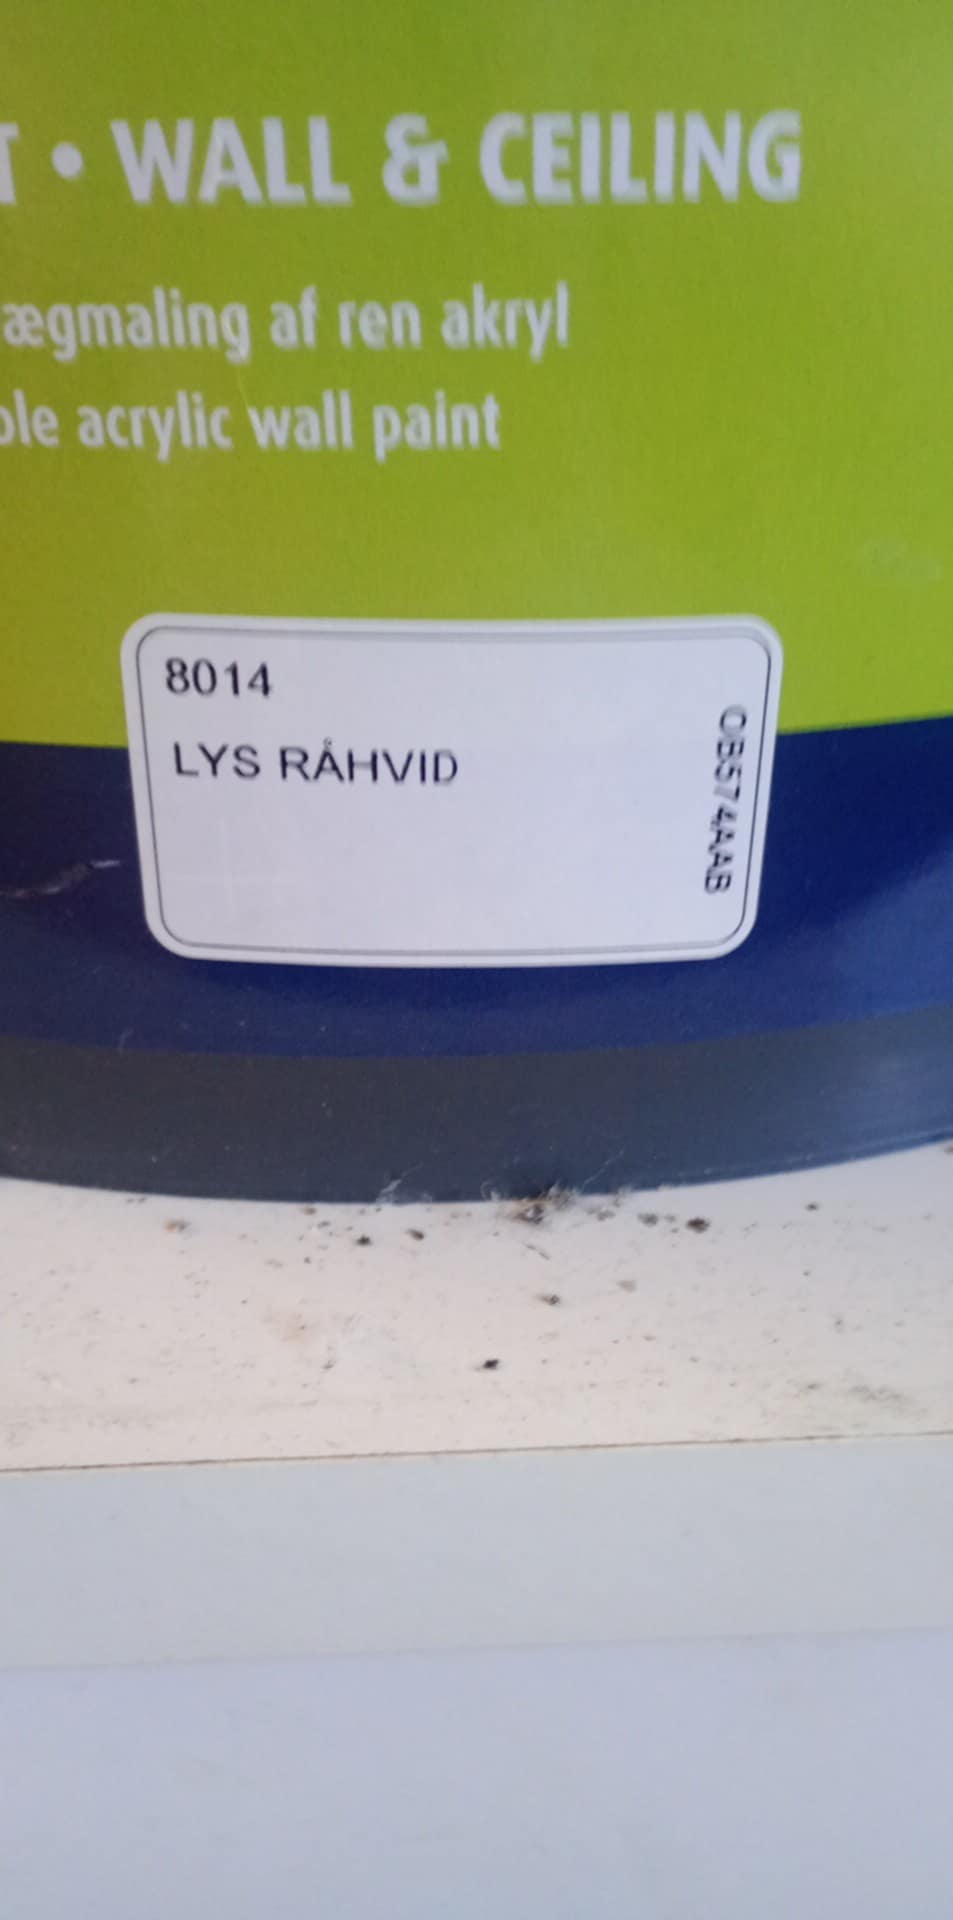 T • WALL & CEILING
ægmaling af ren akryl
ble acrylic wall paint
8014
LYS RÅHVID
OB574AAB